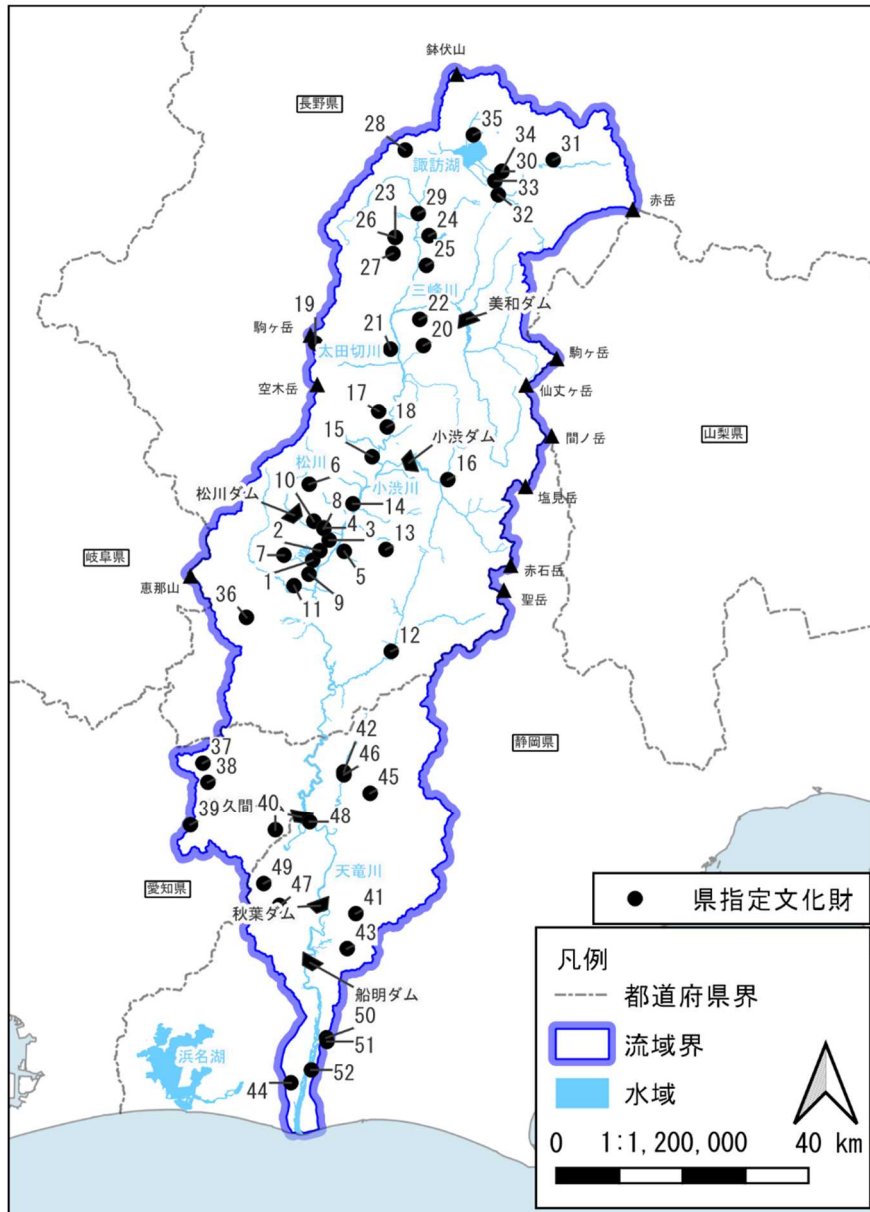 鉢伏山
長野県
35
28
34
30
31
諏訪湖
33
32
赤岳
29
23
24
26
25
27
三峰川
22
美和ダム
19
駒ヶ岳
21
20
太田切川
駒ヶ岳
空木岳
仙丈ヶ岳
17
18
間ノ岳
山梨県
15
小渋ダム
松川
6
16
塩見岳
小渋川
松川ダム
10
8
14
4
3
2
13
岐阜県
7
5
赤石岳
恵那山
1
9
聖岳
11
36
12
静岡県
42
37
46
38
45
39
久間
40
48
49
天竜川
愛知県
47
41
秋葉ダム
43
船明ダム
50
51
浜名湖
52
44
県指定文化財
凡例
都道府県界
流域界
水域
0 1:1,200,000 40 km